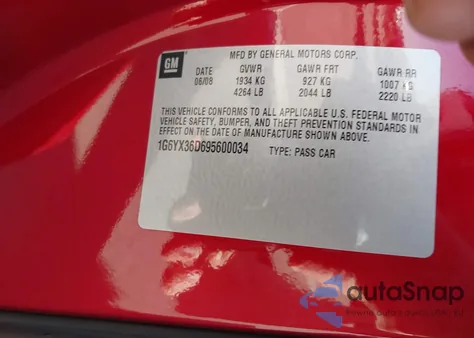 GM
MFD BY GENERAL MOTORS CORP.
DATE GVWR GAWR FRT GAWR RR
06/08 1934 KG 927 KG 1007 KG
4264 LB 2044 LB 2220 LB
THIS VEHICLE CONFORMS TO ALL APPLICABLE U.S. FEDERAL MOTOR
VEHICLE SAFETY, BUMPER, AND THEFT PREVENTION STANDARDS IN
EFFECT ON THE DATE OF MANUFACTURE SHOWN ABOVE.
1G6YX36D695600034 TYPE: PASS CAR
autoSnap